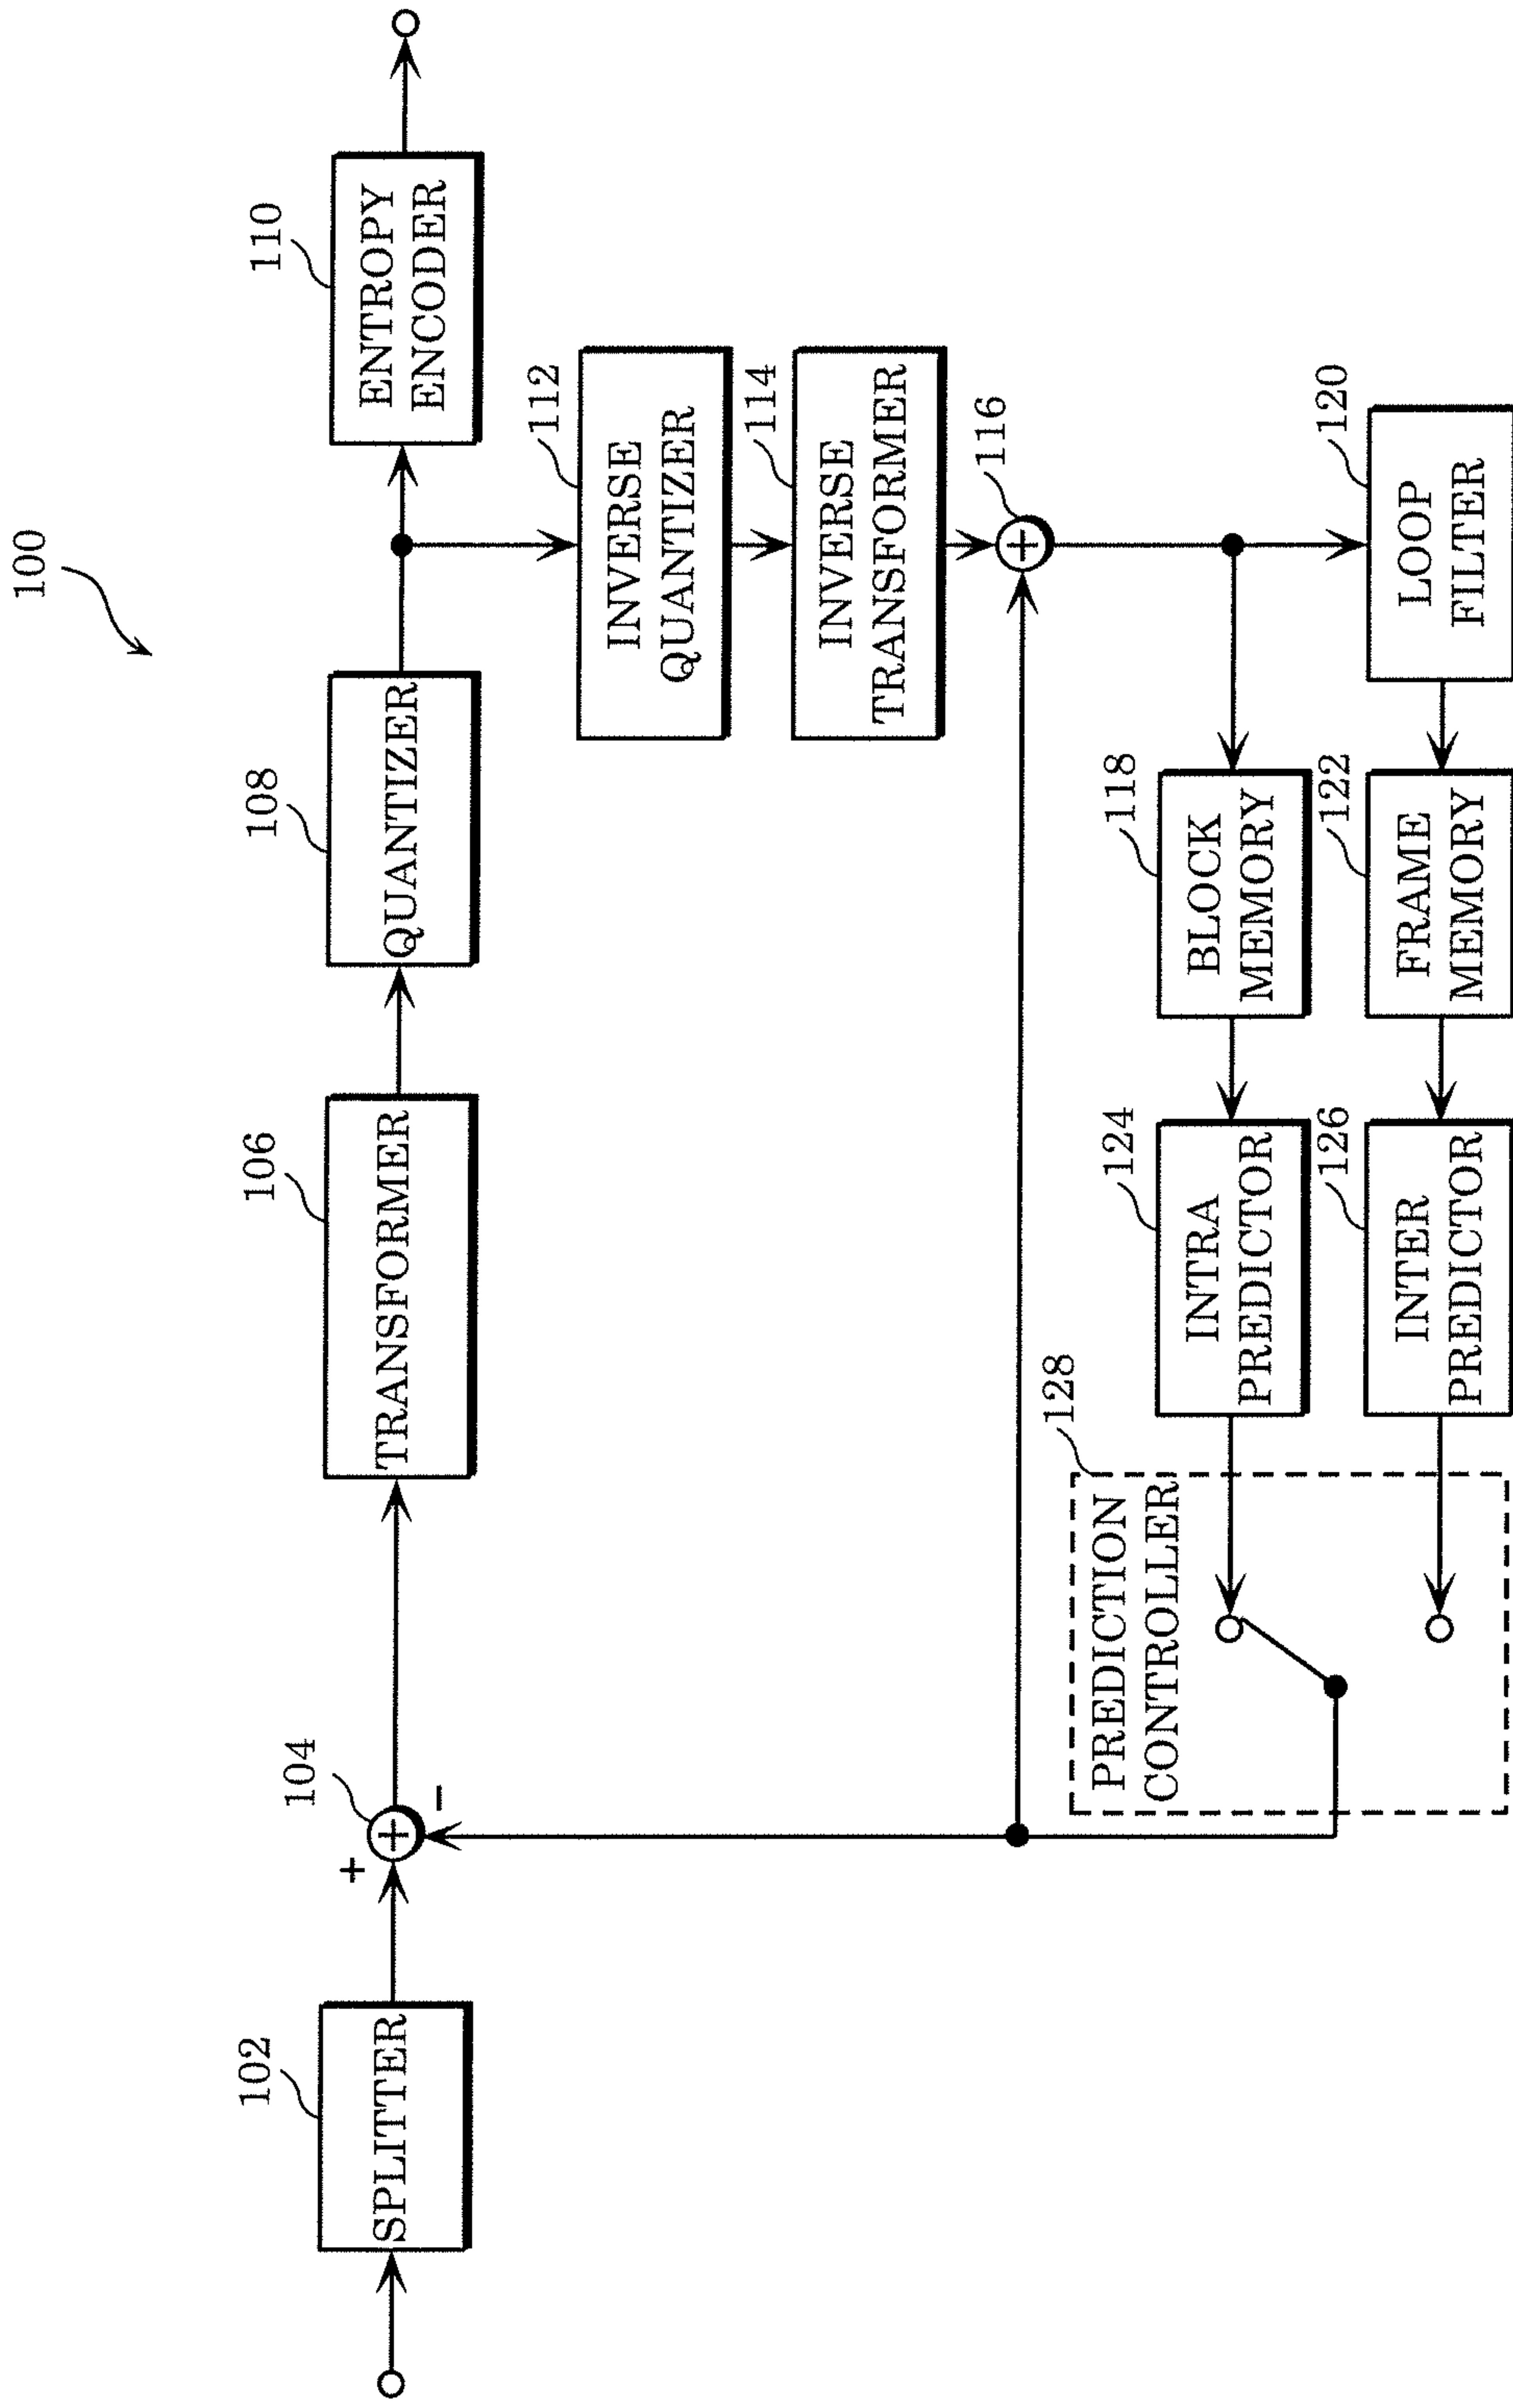 100
102
SPLITTER
104
+
+
−
106
TRANSFORMER
108
QUANTIZER
110
ENTROPY
ENCODER
112
INVERSE
QUANTIZER
114
INVERSE
TRANSFORMER
116
+
128
PREDICTION
CONTROLLER
124
INTRA
PREDICTOR
118
BLOCK
MEMORY
126
INTER
PREDICTOR
122
FRAME
MEMORY
120
LOOP
FILTER